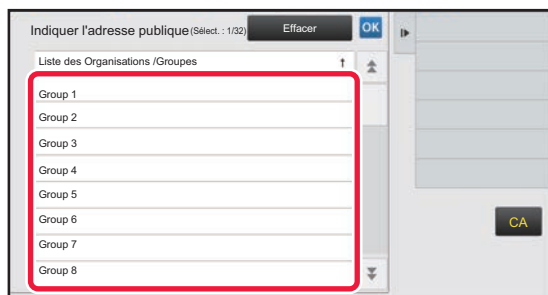 Indiquer l'adresse publique (Sélect. : 1/32) Effacer OK
Liste des Organisations /Groupes
Group 1
Group 2
Group 3
Group 4
Group 5
Group 6
Group 7
Group 8
CA